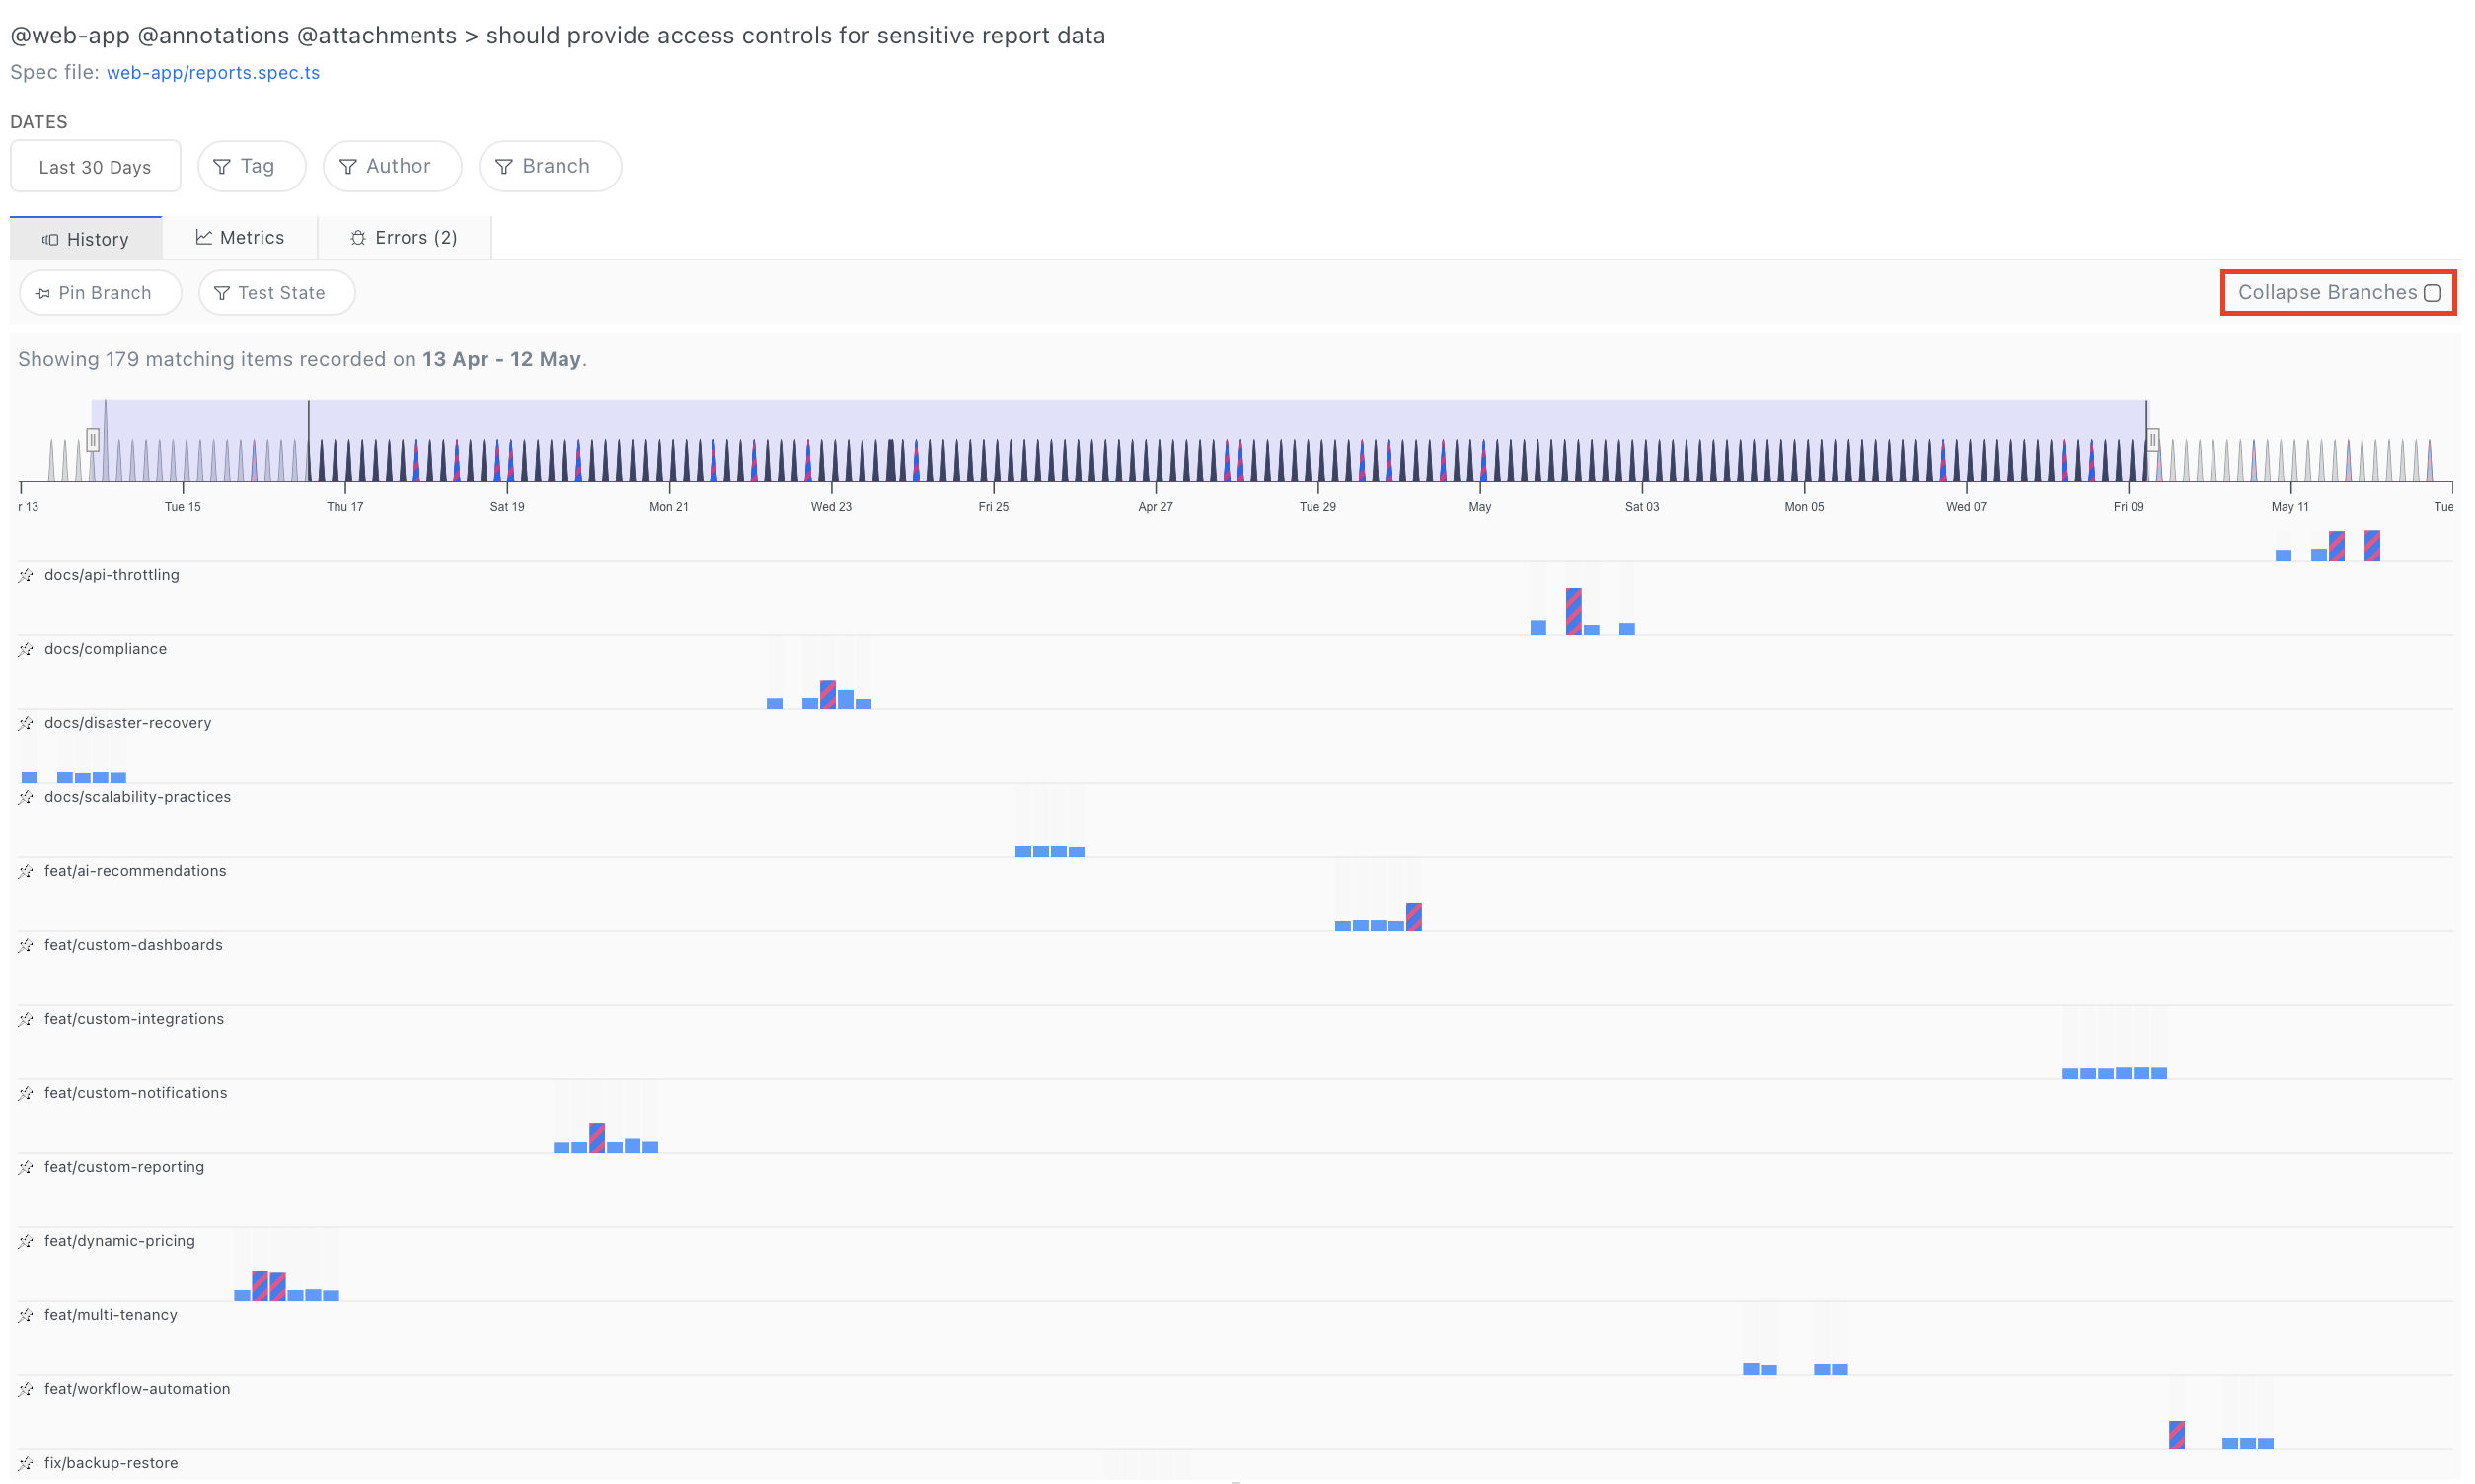 @web-app @annotations @attachments > should provide access controls for sensitive report data
Spec file: web-app/reports.spec.ts
DATES
Last 30 Days
Tag
Author
Branch
History
Metrics
Errors (2)
Pin Branch
Test State
Collapse Branches
Showing 179 matching items recorded on 13 Apr - 12 May.
r 13 Tue 15 Thu 17 Sat 19 Mon 21 Wed 23 Fri 25 Apr 27 Tue 29 May Sat 03 Mon 05 Wed 07 Fri 09 May 11 Tue
docs/api-throttling
docs/compliance
docs/disaster-recovery
docs/scalability-practices
feat/ai-recommendations
feat/custom-dashboards
feat/custom-integrations
feat/custom-notifications
feat/custom-reporting
feat/dynamic-pricing
feat/multi-tenancy
feat/workflow-automation
fix/backup-restore